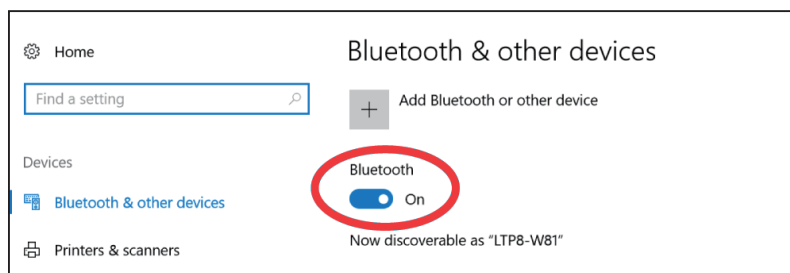 Home
Find a setting
Devices
Bluetooth & other devices
Printers & scanners
Bluetooth & other devices
Add Bluetooth or other device
Bluetooth
On
Now discoverable as “LTP8-W81”